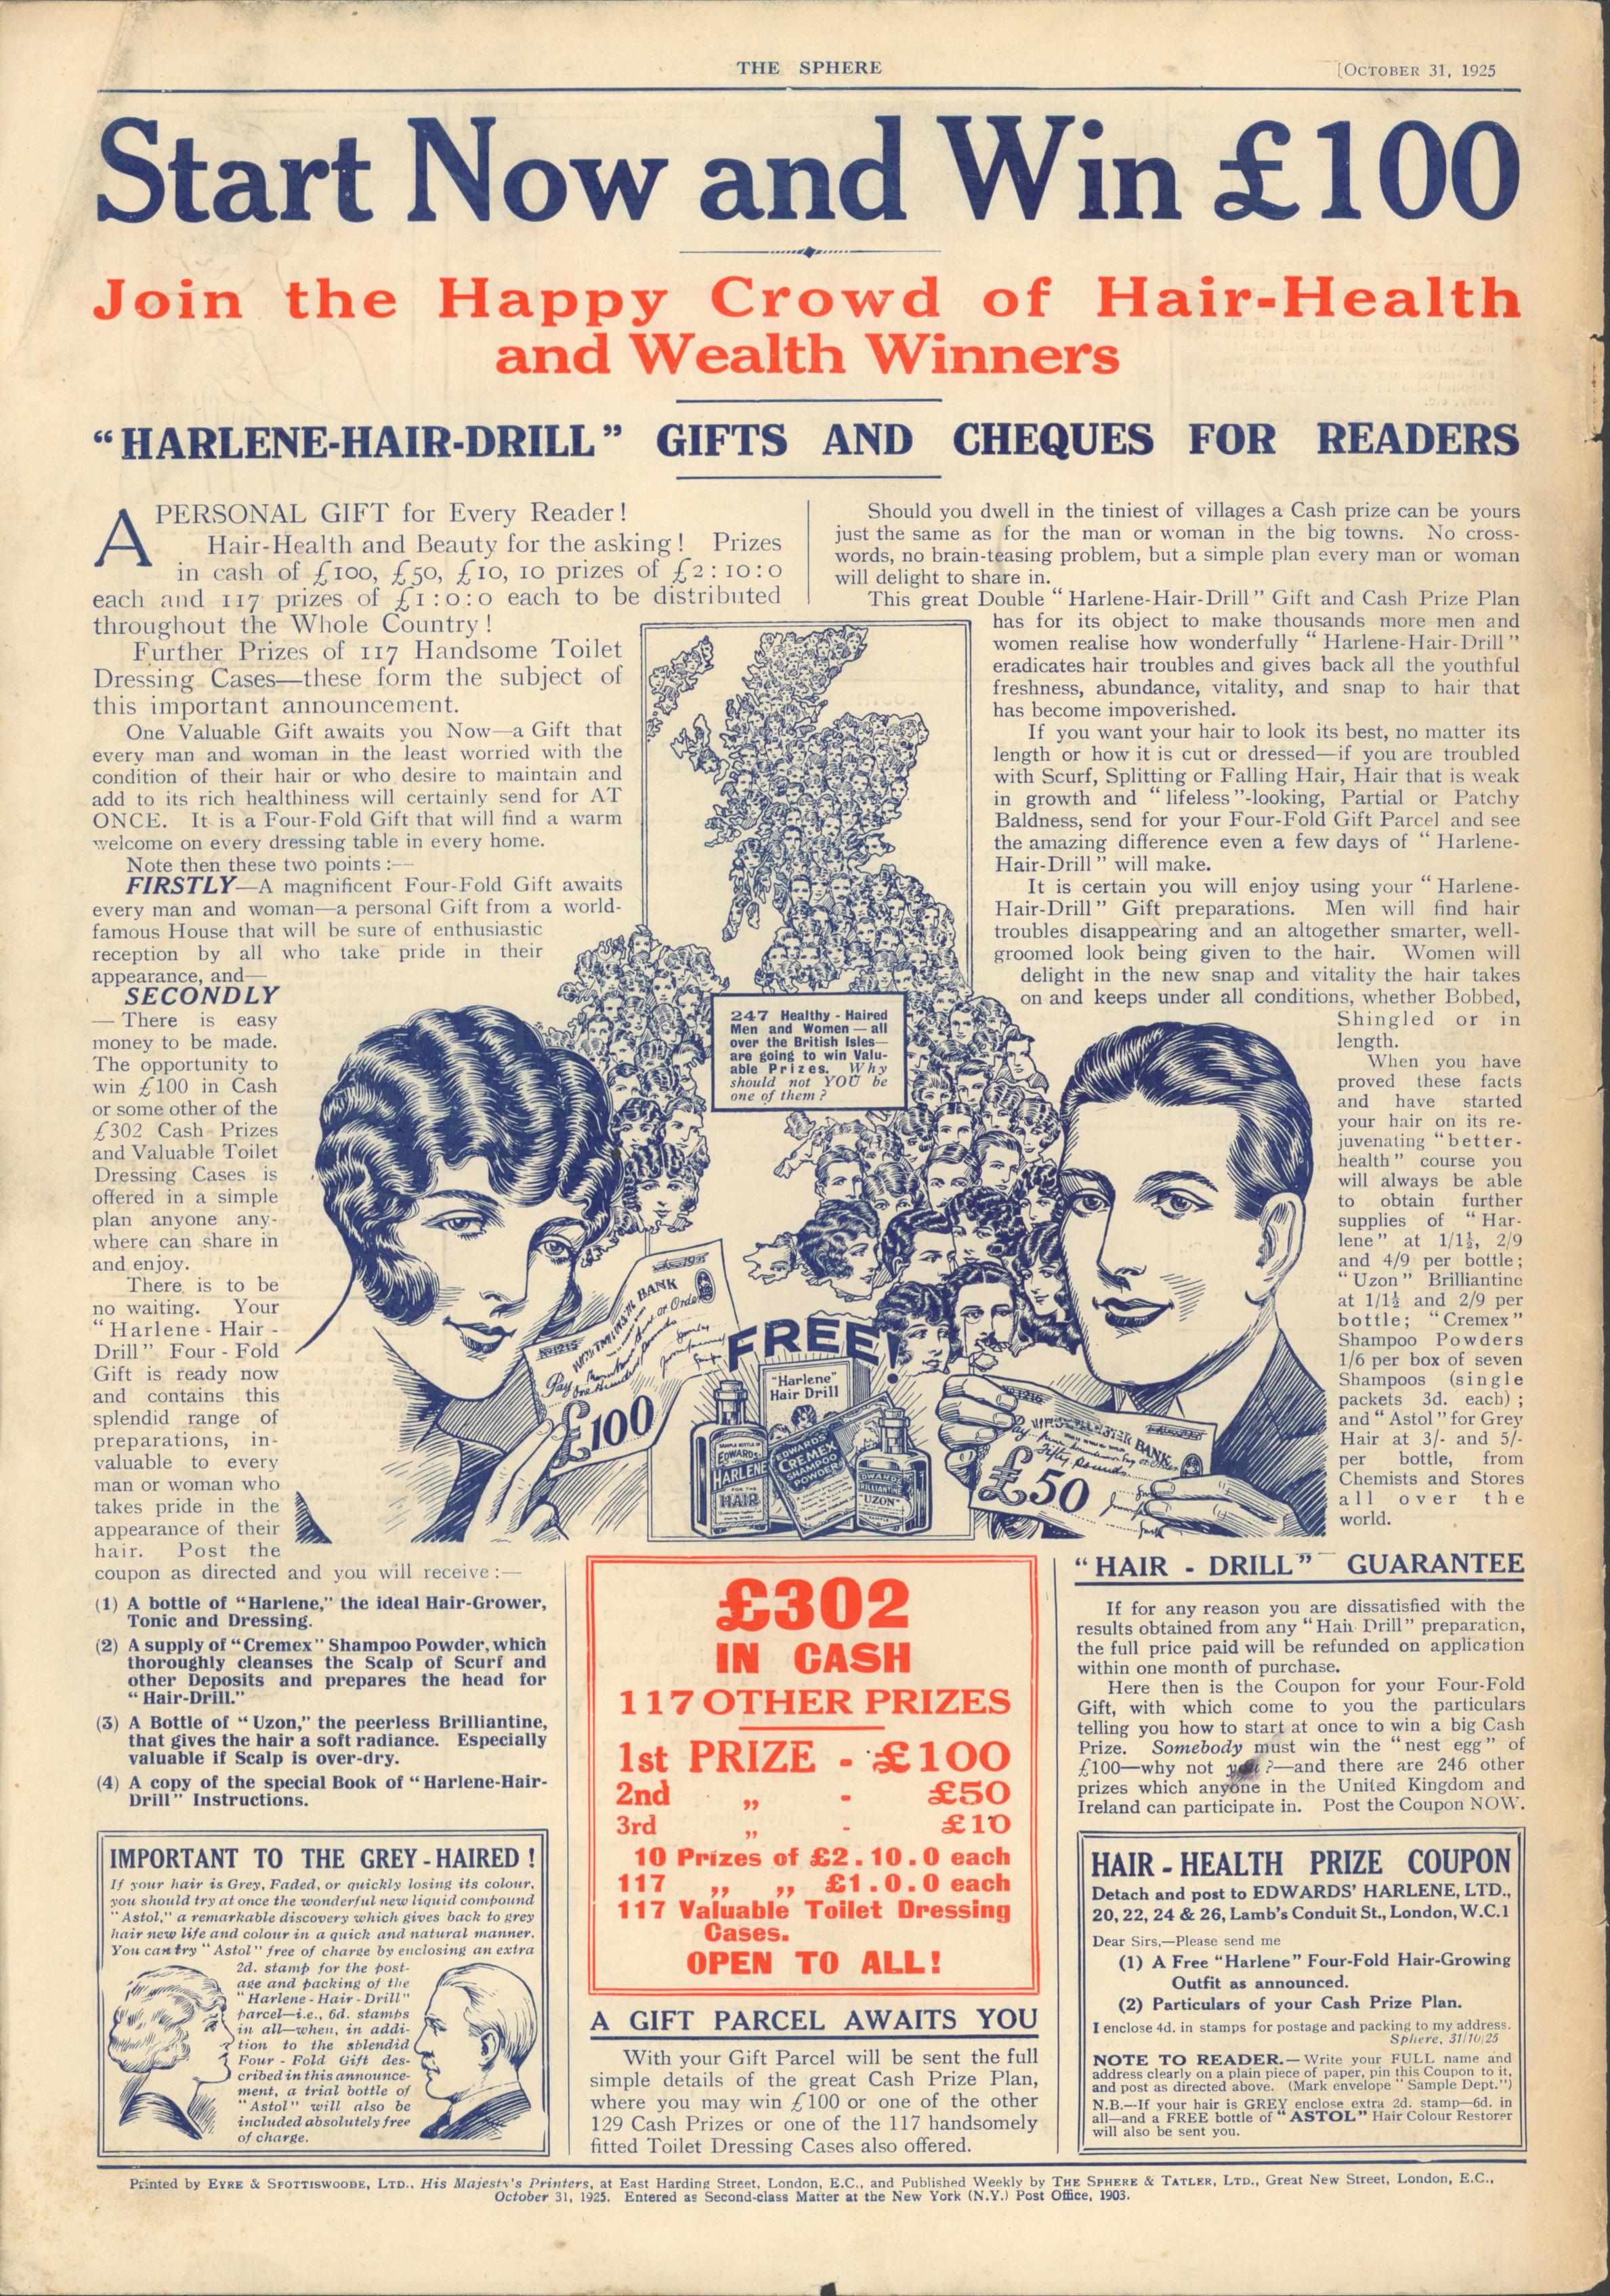 THE SPHERE
[OCTOBER 31, 1925
Start Now and Win £100
Join the Happy Crowd of Hair-Health
and Wealth Winners
"HARLENE-HAIR-DRILL" GIFTS AND CHEQUES FOR READERS
A PERSONAL GIFT for Every Reader!
Hair-Health and Beauty for the asking! Prizes
in cash of £100, £50, £10, 10 prizes of £2:10:0
each and 117 prizes of £1:0:0 each to be distributed
throughout the Whole Country!
Further Prizes of 117 Handsome Toilet
Dressing Cases—these form the subject of
this important announcement.
One Valuable Gift awaits you Now—a Gift that
every man and woman in the least worried with the
condition of their hair or who desire to maintain and
add to its rich healthiness will certainly send for AT
ONCE. It is a Four-Fold Gift that will find a warm
welcome on every dressing table in every home.
Note then these two points:—
FIRSTLY—A magnificent Four-Fold Gift awaits
every man and woman—a personal Gift from a world-
famous House that will be sure of enthusiastic
reception by all who take pride in their
appearance, and—
SECONDLY
—There is easy
money to be made.
The opportunity to
win £100 in Cash
or some other of the
£302 Cash Prizes
and Valuable Toilet
Dressing Cases is
offered in a simple
plan anyone any-
where can share in
and enjoy.
There is to be
no waiting. Your
"Harlene-Hair-
Drill" Four-Fold
Gift is ready now
and contains this
splendid range of
preparations, in-
valuable to every
man or woman who
takes pride in the
appearance of their
hair. Post the
coupon as directed and you will receive:—
(1) A bottle of "Harlene," the ideal Hair-Grower,
Tonic and Dressing.
(2) A supply of "Cremex" Shampoo Powder, which
thoroughly cleanses the Scalp of Scurf and
other Deposits and prepares the head for
"Hair-Drill."
(3) A Bottle of "Uzon," the peerless Brilliantine,
that gives the hair a soft radiance. Especially
valuable if Scalp is over-dry.
(4) A copy of the special Book of "Harlene-Hair-
Drill" Instructions.
IMPORTANT TO THE GREY-HAIRED!
If your hair is Grey, Faded, or quickly losing its colour,
you should try at once the wonderful new liquid compound
"Astol," a remarkable discovery which gives back to grey
hair new life and colour in a quick and natural manner.
You can try "Astol" free of charge by enclosing an extra
2d. stamp for the post-
age and packing of the
"Harlene-Hair-Drill"
parcel—i.e., 6d. stamps
in all—when, in addi-
tion to the splendid
Four-Fold Gift des-
cribed in this announce-
ment, a trial bottle of
"Astol" will also be
included absolutely free
of charge.
247 Healthy-Haired
Men and Women—all
over the British Isles—
are going to win Valu-
able Prizes. Why
should not YOU be
one of them?
No 1215
BANK
or Order
Pay
£100
FREE!
"Harlene"
Hair Drill
SAMPLE BOTTLE OF
EDWARDS'
HARLENE
FOR THE
HAIR
EDWARDS'
CREMEX
SHAMPOO
POWDER
EDWARDS'
BRILLIANTINE
"UZON"
No 1216
WESTMINSTER BANK
Pay
Fifty Pounds
£50
£302
IN CASH
117 OTHER PRIZES
1st PRIZE - £100
2nd ,, - £50
3rd ,, - £10
10 Prizes of £2.10.0 each
117 ,, ,, £1.0.0 each
117 Valuable Toilet Dressing
Cases.
OPEN TO ALL!
A GIFT PARCEL AWAITS YOU
With your Gift Parcel will be sent the full
simple details of the great Cash Prize Plan,
where you may win £100 or one of the other
129 Cash Prizes or one of the 117 handsomely
fitted Toilet Dressing Cases also offered.
Should you dwell in the tiniest of villages a Cash prize can be yours
just the same as for the man or woman in the big towns. No cross-
words, no brain-teasing problem, but a simple plan every man or woman
will delight to share in.
This great Double "Harlene-Hair-Drill" Gift and Cash Prize Plan
has for its object to make thousands more men and
women realise how wonderfully "Harlene-Hair-Drill"
eradicates hair troubles and gives back all the youthful
freshness, abundance, vitality, and snap to hair that
has become impoverished.
If you want your hair to look its best, no matter its
length or how it is cut or dressed—if you are troubled
with Scurf, Splitting or Falling Hair, Hair that is weak
in growth and "lifeless"-looking, Partial or Patchy
Baldness, send for your Four-Fold Gift Parcel and see
the amazing difference even a few days of "Harlene-
Hair-Drill" will make.
It is certain you will enjoy using your "Harlene-
Hair-Drill" Gift preparations. Men will find hair
troubles disappearing and an altogether smarter, well-
groomed look being given to the hair. Women will
delight in the new snap and vitality the hair takes
on and keeps under all conditions, whether Bobbed,
Shingled or in
length.
When you have
proved these facts
and have started
your hair on its re-
juvenating "better-
health" course you
will always be able
to obtain further
supplies of "Har-
lene" at 1/1½, 2/9
and 4/9 per bottle;
"Uzon" Brilliantine
at 1/1½ and 2/9 per
bottle; "Cremex"
Shampoo Powders
1/6 per box of seven
Shampoos (single
packets 3d. each);
and "Astol" for Grey
Hair at 3/- and 5/-
per bottle, from
Chemists and Stores
all over the
world.
"HAIR-DRILL" GUARANTEE
If for any reason you are dissatisfied with the
results obtained from any "Hair Drill" preparation,
the full price paid will be refunded on application
within one month of purchase.
Here then is the Coupon for your Four-Fold
Gift, with which come to you the particulars
telling you how to start at once to win a big Cash
Prize. Somebody must win the "nest egg" of
£100—why not you?—and there are 246 other
prizes which anyone in the United Kingdom and
Ireland can participate in. Post the Coupon NOW.
HAIR-HEALTH PRIZE COUPON
Detach and post to EDWARDS' HARLENE, LTD.,
20, 22, 24 & 26, Lamb's Conduit St., London, W.C.1
Dear Sirs,—Please send me
(1) A Free "Harlene" Four-Fold Hair-Growing
Outfit as announced.
(2) Particulars of your Cash Prize Plan.
I enclose 4d. in stamps for postage and packing to my address.
Sphere, 31/10/25
NOTE TO READER.—Write your FULL name and
address clearly on a plain piece of paper, pin this Coupon to it,
and post as directed above. (Mark envelope "Sample Dept.")
N.B.—If your hair is GREY enclose extra 2d. stamp—6d. in
all—and a FREE bottle of "ASTOL" Hair Colour Restorer
will also be sent you.
Printed by EYRE & SPOTTISWOODE, LTD., His Majesty's Printers, at East Harding Street, London, E.C., and Published Weekly by THE SPHERE & TATLER, LTD., Great New Street, London, E.C.,
October 31, 1925. Entered as Second-class Matter at the New York (N.Y.) Post Office, 1903.